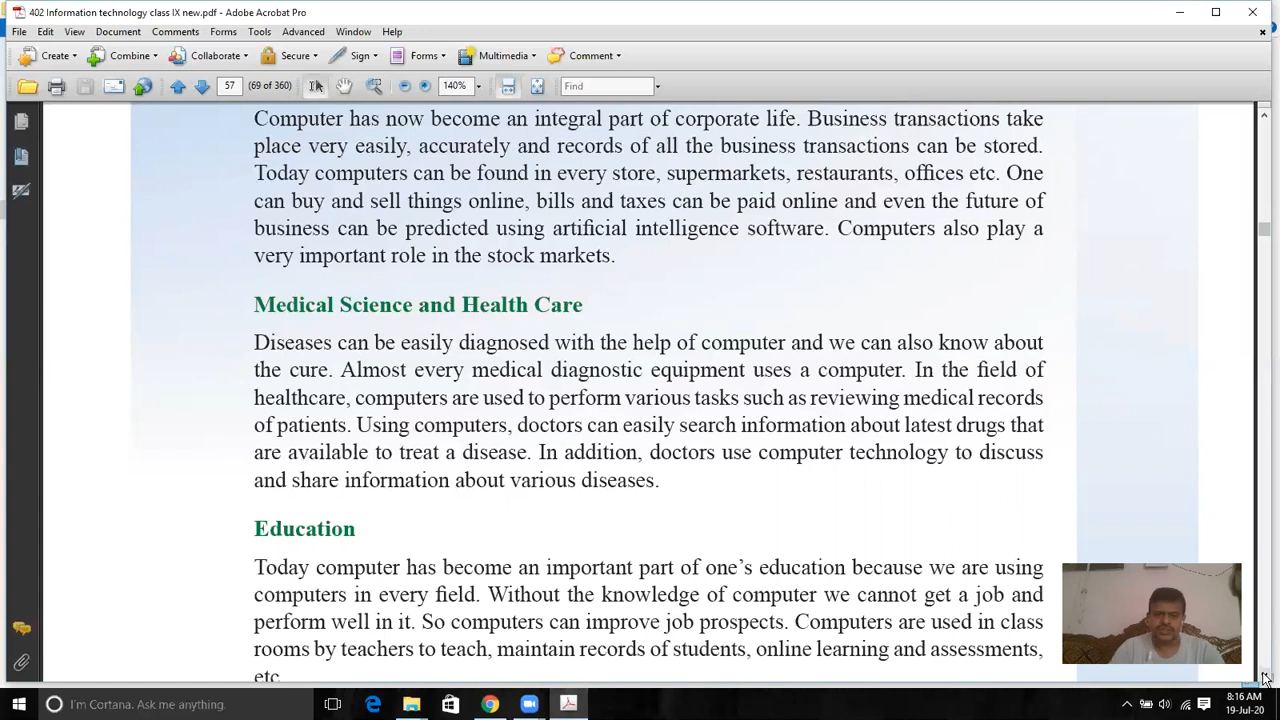 402 Information technology class IX new.pdf - Adobe Acrobat Pro
File Edit View Document Comments Forms Tools Advanced Window Help
Create Combine Collaborate Secure Sign Forms Multimedia Comment
57 (69 of 360) 140% Find
Computer has now become an integral part of corporate life. Business transactions take
place very easily, accurately and records of all the business transactions can be stored.
Today computers can be found in every store, supermarkets, restaurants, offices etc. One
can buy and sell things online, bills and taxes can be paid online and even the future of
business can be predicted using artificial intelligence software. Computers also play a
very important role in the stock markets.
Medical Science and Health Care
Diseases can be easily diagnosed with the help of computer and we can also know about
the cure. Almost every medical diagnostic equipment uses a computer. In the field of
healthcare, computers are used to perform various tasks such as reviewing medical records
of patients. Using computers, doctors can easily search information about latest drugs that
are available to treat a disease. In addition, doctors use computer technology to discuss
and share information about various diseases.
Education
Today computer has become an important part of one's education because we are using
computers in every field. Without the knowledge of computer we cannot get a job and
perform well in it. So computers can improve job prospects. Computers are used in class
rooms by teachers to teach, maintain records of students, online learning and assessments,
etc.
I'm Cortana. Ask me anything.
8:16 AM
19-Jul-20